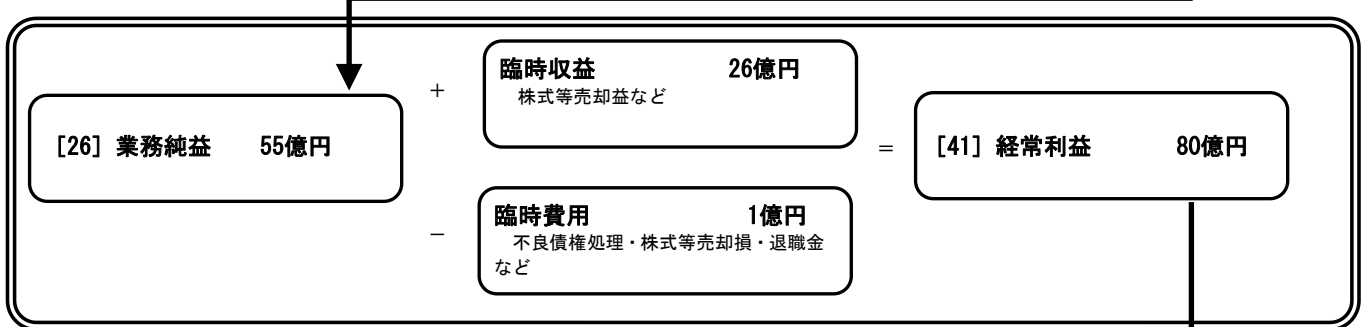 臨時収益 26億円
株式等売却益など
+
[26] 業務純益 55億円
=
[41] 経常利益 80億円
臨時費用 1億円
−
不良債権処理・株式等売却損・退職金
など